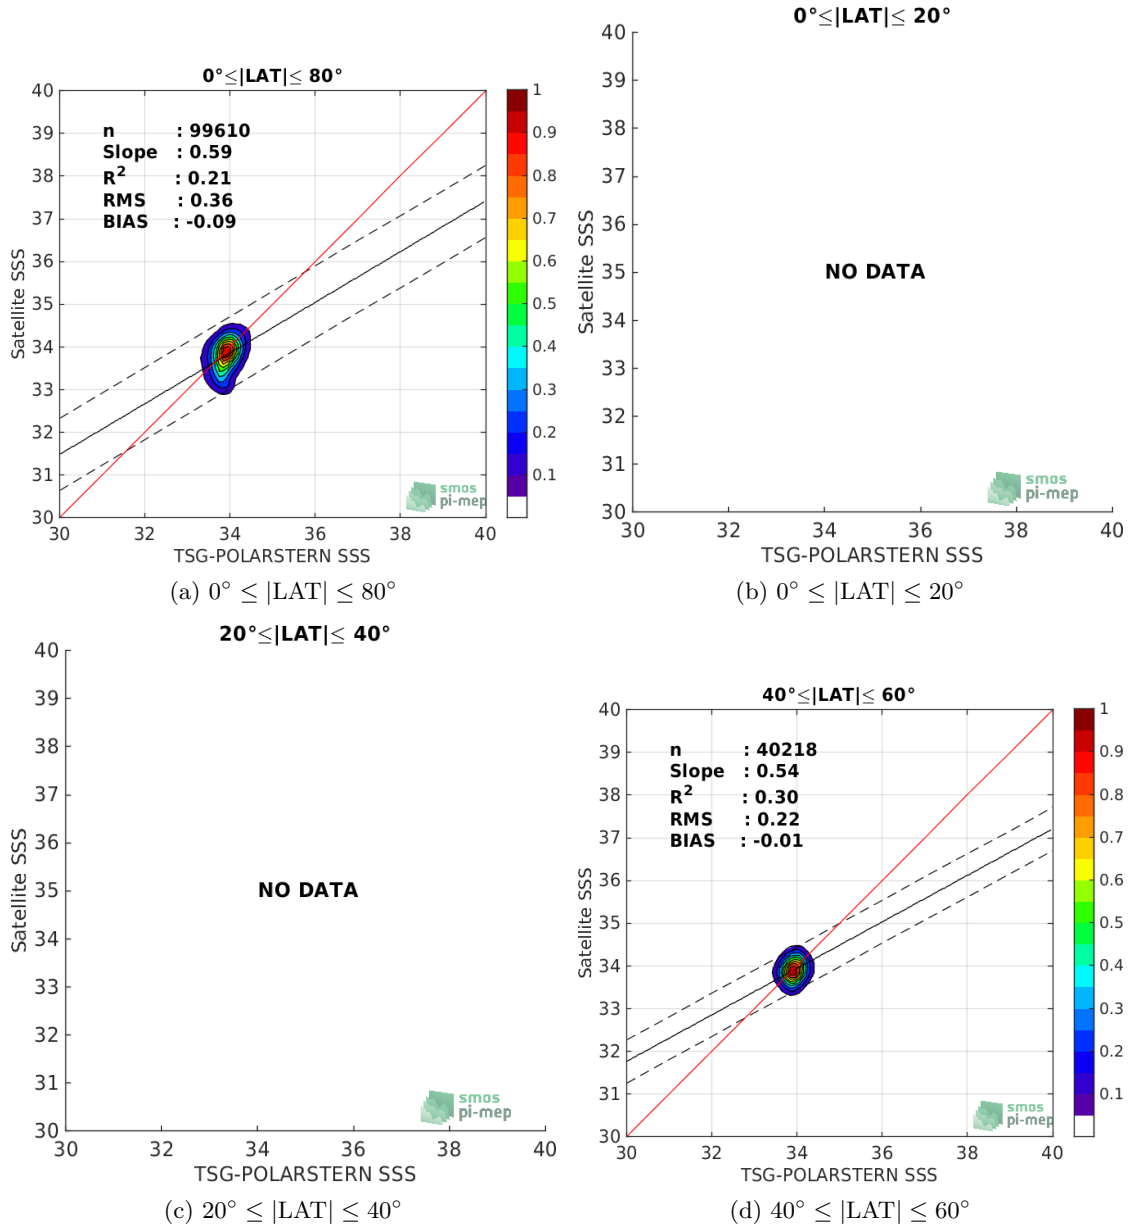 0°≤|LAT|≤ 80°
n : 99610
Slope : 0.59
R² : 0.21
RMS : 0.36
BIAS : -0.09
40
39
38
37
36
35
34
33
32
31
30
Satellite SSS
30 32 34 36 38 40
TSG-POLARSTERN SSS
1
0.9
0.8
0.7
0.6
0.5
0.4
0.3
0.2
0.1
smos
pi-mep
(a) 0° ≤ |LAT| ≤ 80°
0°≤|LAT|≤ 20°
40
39
38
37
36
35
34
33
32
31
30
Satellite SSS
NO DATA
smos
pi-mep
30 32 34 36 38 40
TSG-POLARSTERN SSS
(b) 0° ≤ |LAT| ≤ 20°
20°≤|LAT|≤ 40°
40
39
38
37
36
35
34
33
32
31
30
Satellite SSS
NO DATA
smos
pi-mep
30 32 34 36 38 40
TSG-POLARSTERN SSS
(c) 20° ≤ |LAT| ≤ 40°
40°≤|LAT|≤ 60°
n : 40218
Slope : 0.54
R² : 0.30
RMS : 0.22
BIAS : -0.01
40
39
38
37
36
35
34
33
32
31
30
Satellite SSS
30 32 34 36 38 40
TSG-POLARSTERN SSS
1
0.9
0.8
0.7
0.6
0.5
0.4
0.3
0.2
0.1
smos
pi-mep
(d) 40° ≤ |LAT| ≤ 60°